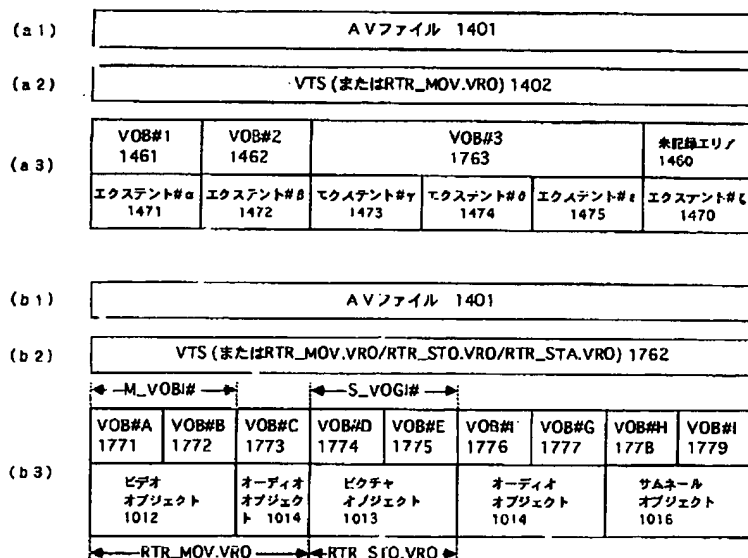 (a1)
AVファイル 1401
(a2)
VTS (またはRTR_MOV.VRO) 1402
(a3)
VOB#1 VOB#2 VOB#3 未記録エリア
1461 1462 1763 1460
エクステント#α エクステント#β エクステント#γ エクステント#δ エクステント#ε エクステント#ζ
1471 1472 1473 1474 1475 1470
(b1)
AVファイル 1401
(b2)
VTS (またはRTR_MOV.VRO/RTR_STO.VRO/RTR_STA.VRO) 1762
M_VOBI# S_VOGI#
(b3)
VOB#A VOB#B VOB#C VOB#D VOB#E VOB#F VOB#G VOB#H VOB#I
1771 1772 1773 1774 1775 1776 1777 1778 1779
ビデオ オーディオ ピクチャ オーディオ サムネール
オブジェクト オブジェク オブジェクト オブジェクト オブジェクト
1012 ト 1014 1013 1014 1016
RTR_MOV.VRO RTR_STO.VRO